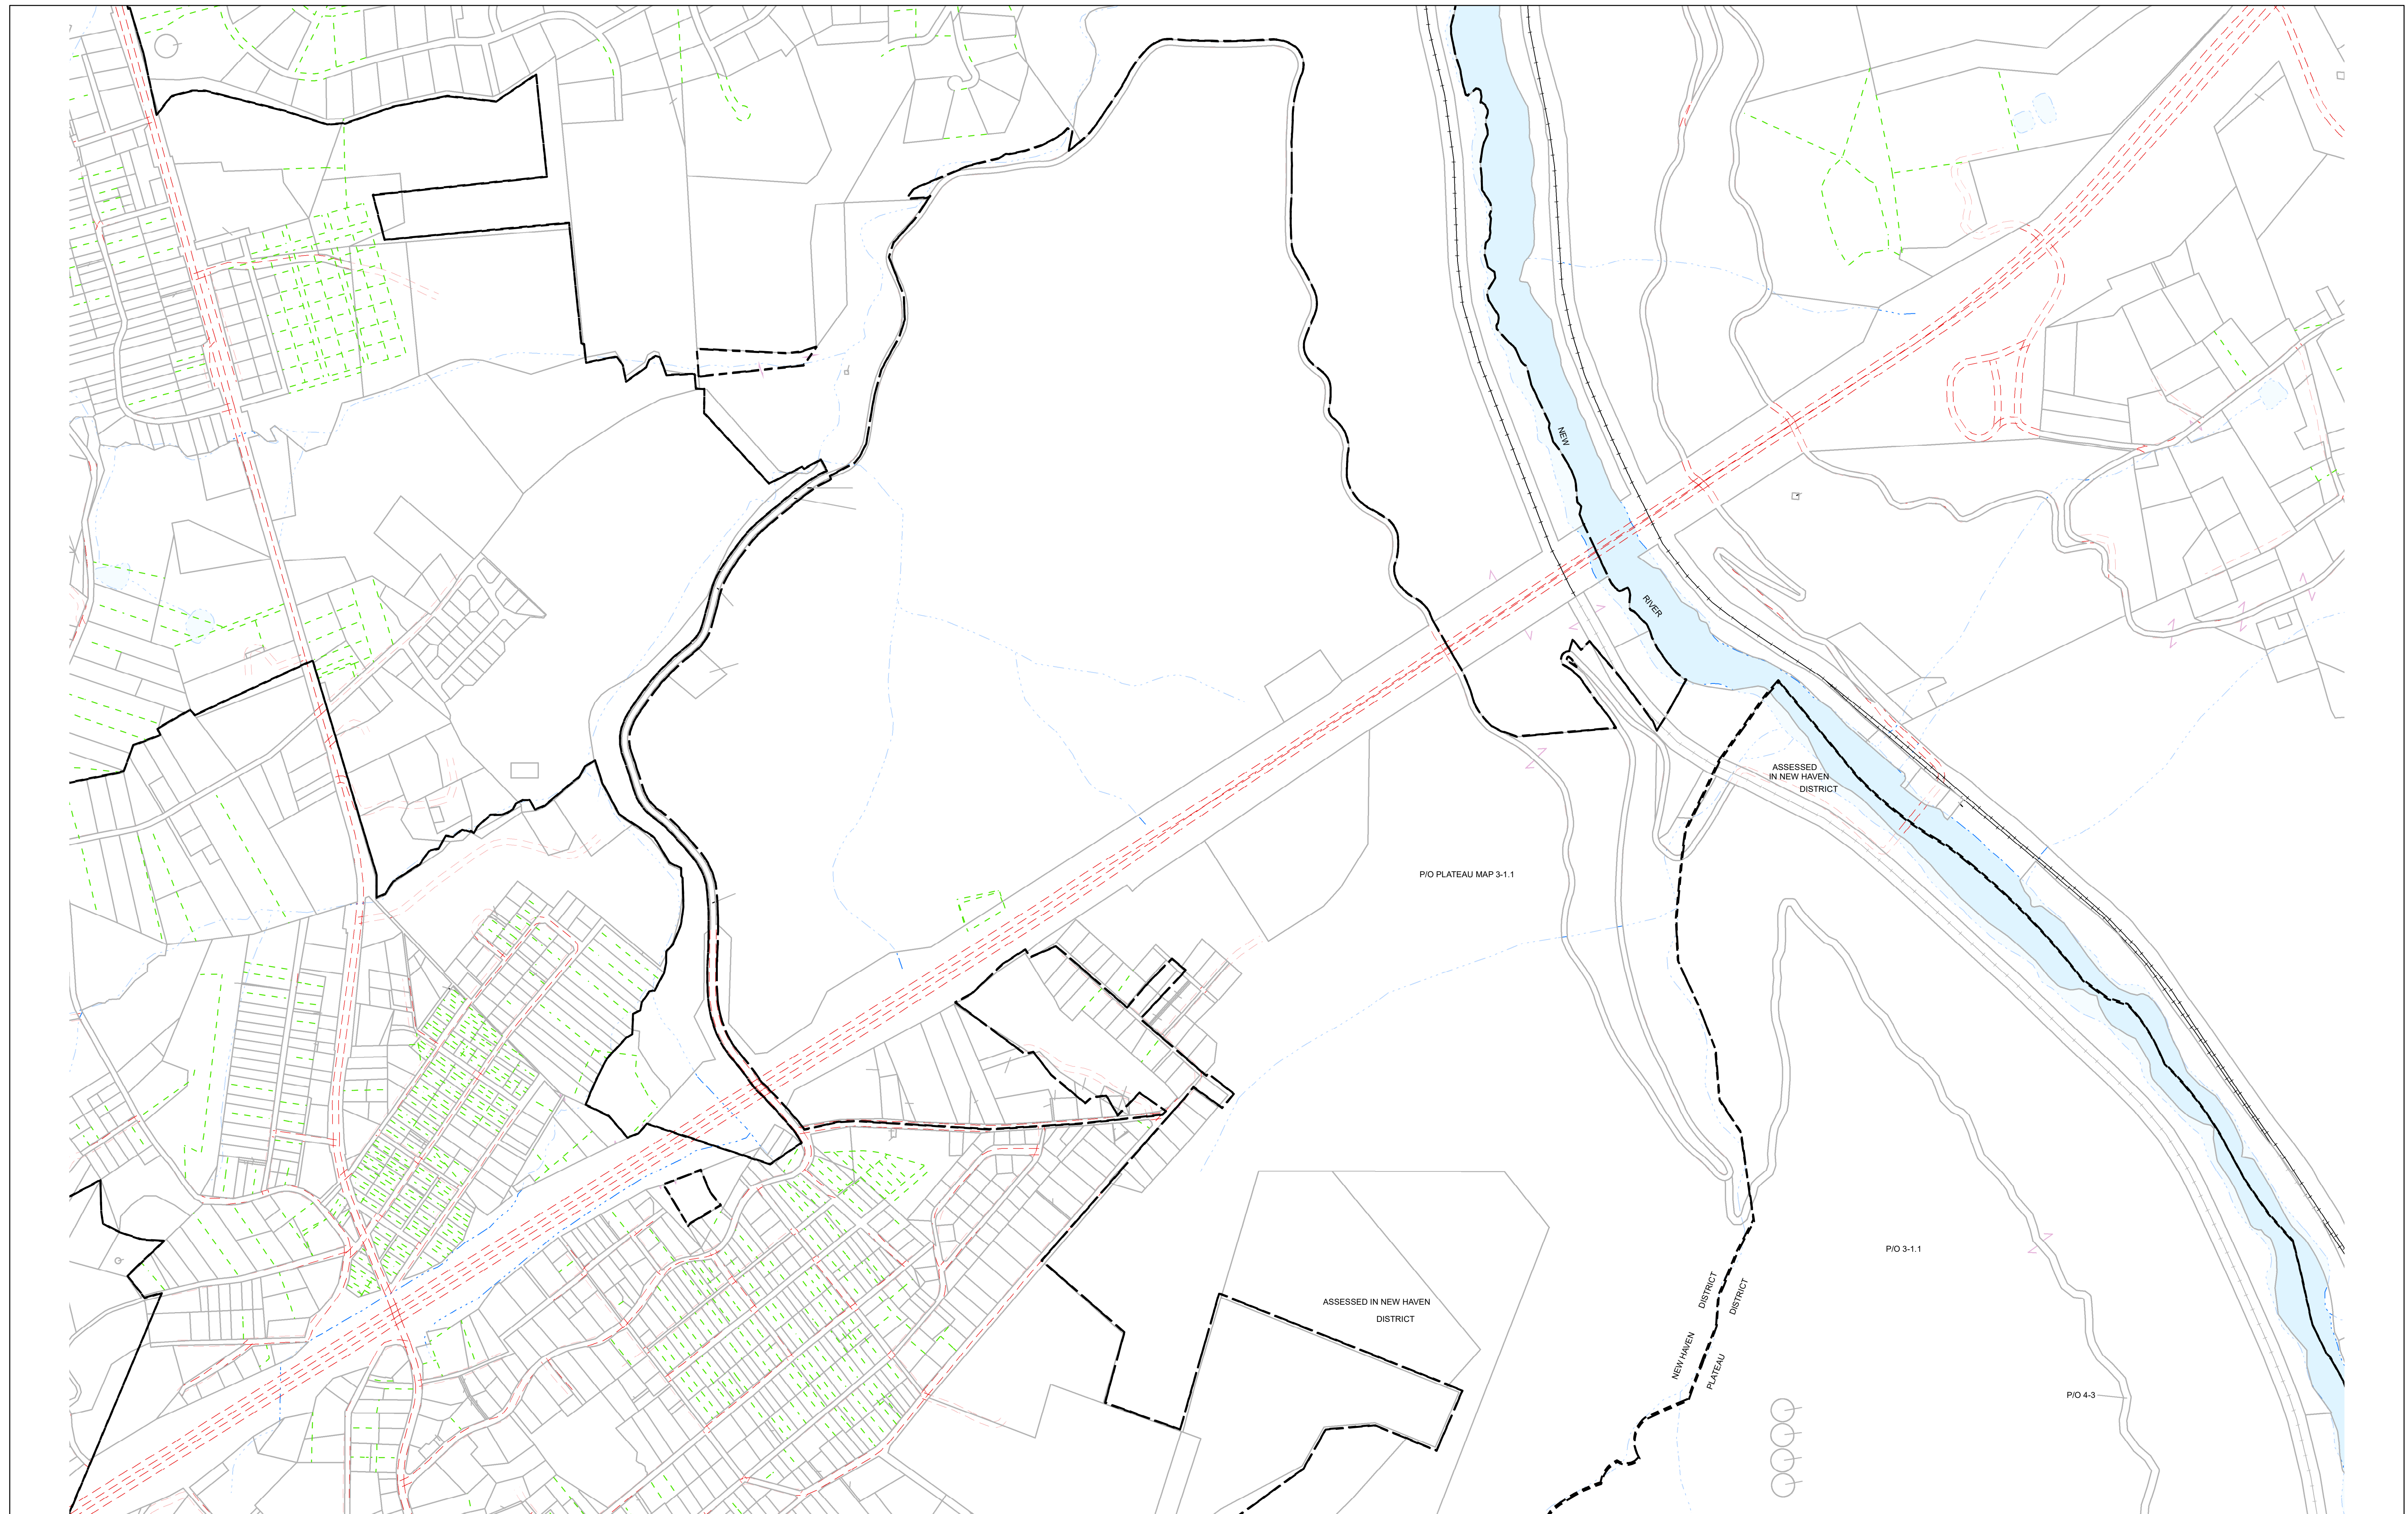 NEW
RIVER
ASSESSED
IN NEW HAVEN
DISTRICT
P/O PLATEAU MAP 3-1.1
P/O 3-1.1
DISTRICT
DISTRICT
ASSESSED IN NEW HAVEN
DISTRICT
NEW HAVEN
PLATEAU
P/O 4-3